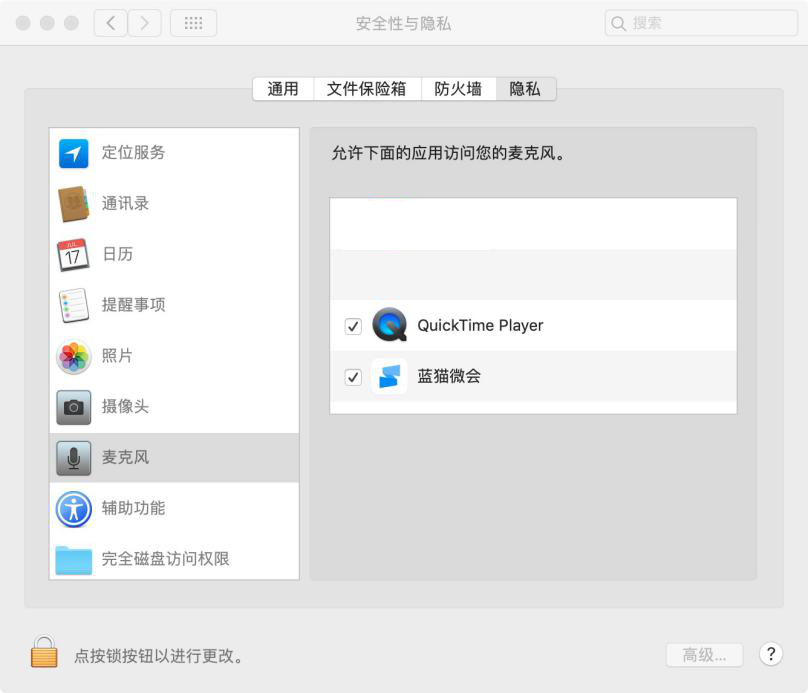 安全性与隐私
搜索
通用
文件保险箱
防火墙
隐私
定位服务
通讯录
JUL
17
日历
提醒事项
照片
摄像头
麦克风
辅助功能
完全磁盘访问权限
允许下面的应用访问您的麦克风。
QuickTime Player
蓝猫微会
点按锁按钮以进行更改。
高级...
?